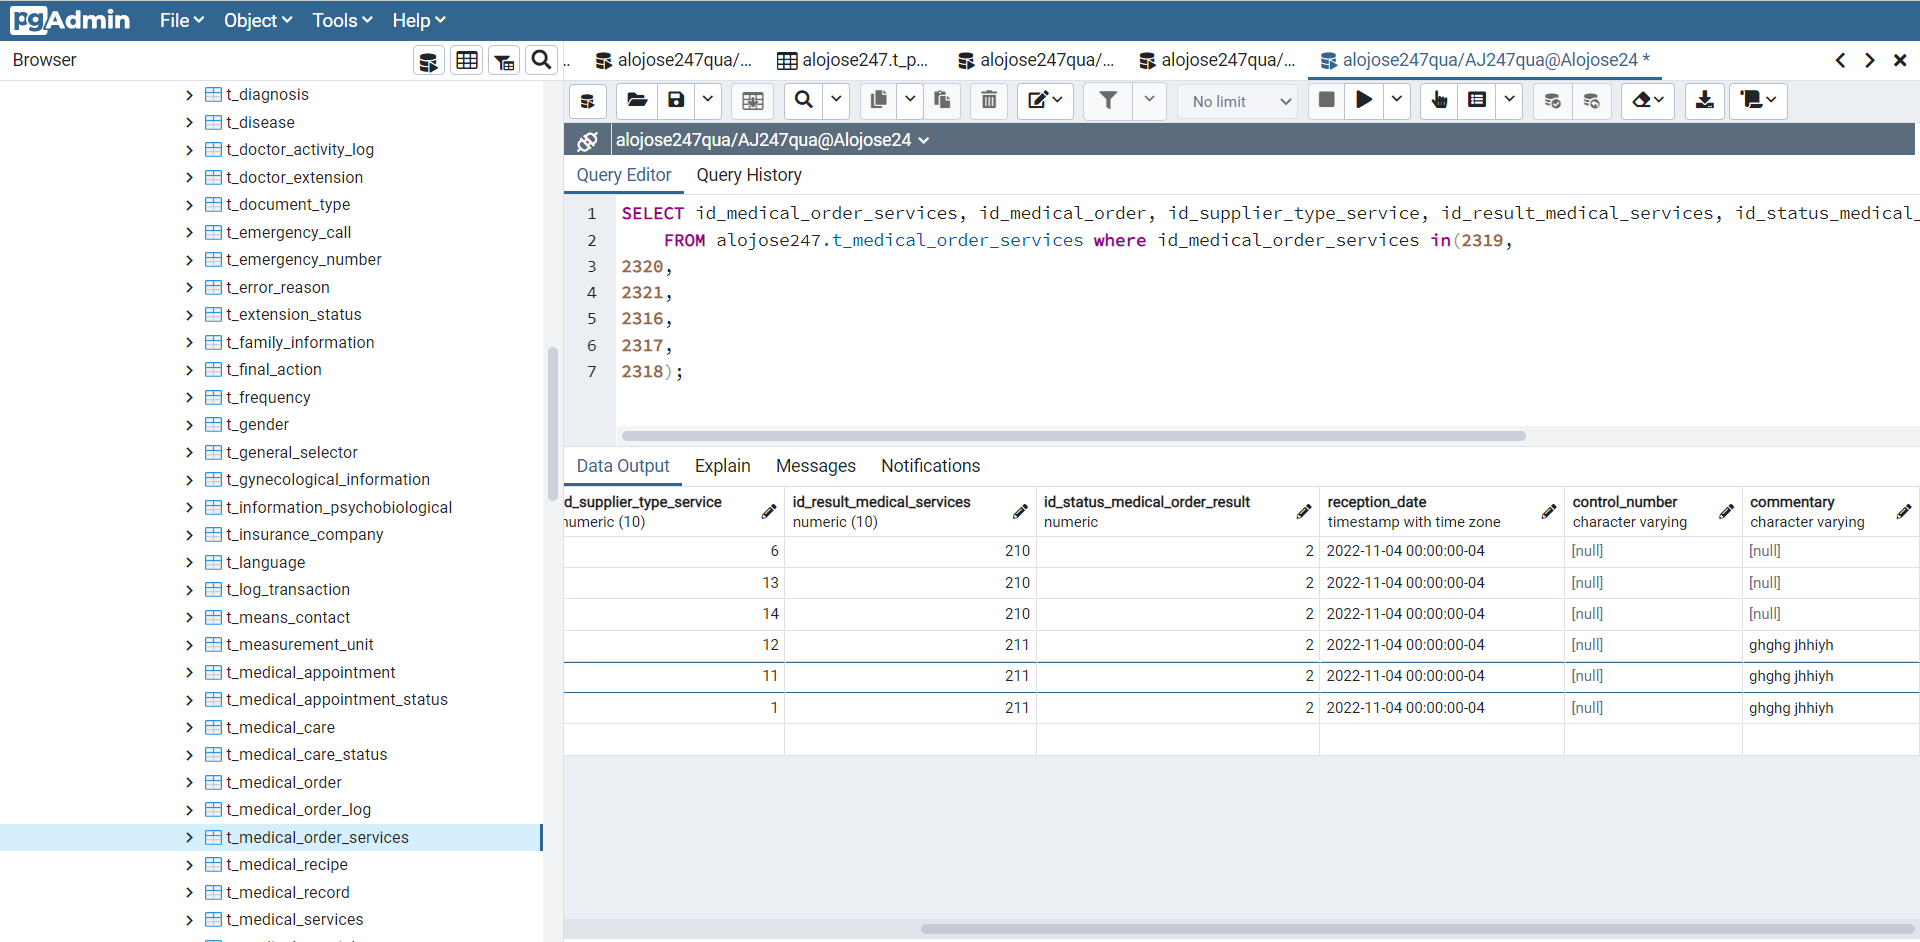 pgAdmin File Object Tools Help
Browser
.. alojose247qua/... alojose247.t_p... alojose247qua/... alojose247qua/... alojose247qua/AJ247qua@Alojose24 *
No limit
alojose247qua/AJ247qua@Alojose24
Query Editor Query History
1 SELECT id_medical_order_services, id_medical_order, id_supplier_type_service, id_result_medical_services, id_status_medical_
2 FROM alojose247.t_medical_order_services where id_medical_order_services in(2319,
3 2320,
4 2321,
5 2316,
6 2317,
7 2318);
Data Output Explain Messages Notifications
d_supplier_type_service id_result_medical_services id_status_medical_order_result reception_date control_number commentary
numeric (10) numeric (10) numeric timestamp with time zone character varying character varying
6 210 2 2022-11-04 00:00:00-04 [null] [null]
13 210 2 2022-11-04 00:00:00-04 [null] [null]
14 210 2 2022-11-04 00:00:00-04 [null] [null]
12 211 2 2022-11-04 00:00:00-04 [null] ghghg jhhiyh
11 211 2 2022-11-04 00:00:00-04 [null] ghghg jhhiyh
1 211 2 2022-11-04 00:00:00-04 [null] ghghg jhhiyh
t_diagnosis
t_disease
t_doctor_activity_log
t_doctor_extension
t_document_type
t_emergency_call
t_emergency_number
t_error_reason
t_extension_status
t_family_information
t_final_action
t_frequency
t_gender
t_general_selector
t_gynecological_information
t_information_psychobiological
t_insurance_company
t_language
t_log_transaction
t_means_contact
t_measurement_unit
t_medical_appointment
t_medical_appointment_status
t_medical_care
t_medical_care_status
t_medical_order
t_medical_order_log
t_medical_order_services
t_medical_recipe
t_medical_record
t_medical_services